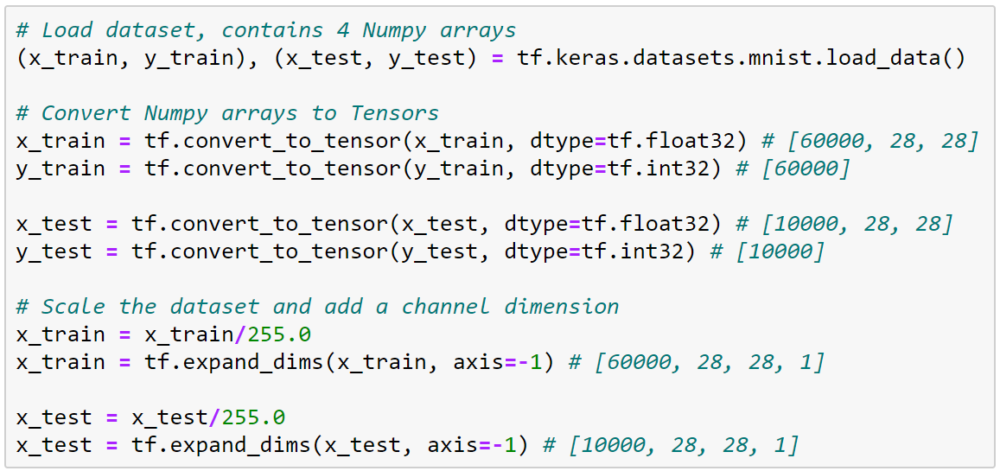 # Load dataset, contains 4 Numpy arrays
(x_train, y_train), (x_test, y_test) = tf.keras.datasets.mnist.load_data()
# Convert Numpy arrays to Tensors
x_train = tf.convert_to_tensor(x_train, dtype=tf.float32) # [60000, 28, 28]
y_train = tf.convert_to_tensor(y_train, dtype=tf.int32) # [60000]
x_test = tf.convert_to_tensor(x_test, dtype=tf.float32) # [10000, 28, 28]
y_test = tf.convert_to_tensor(y_test, dtype=tf.int32) # [10000]
# Scale the dataset and add a channel dimension
x_train = x_train/255.0
x_train = tf.expand_dims(x_train, axis=-1) # [60000, 28, 28, 1]
x_test = x_test/255.0
x_test = tf.expand_dims(x_test, axis=-1) # [10000, 28, 28, 1]